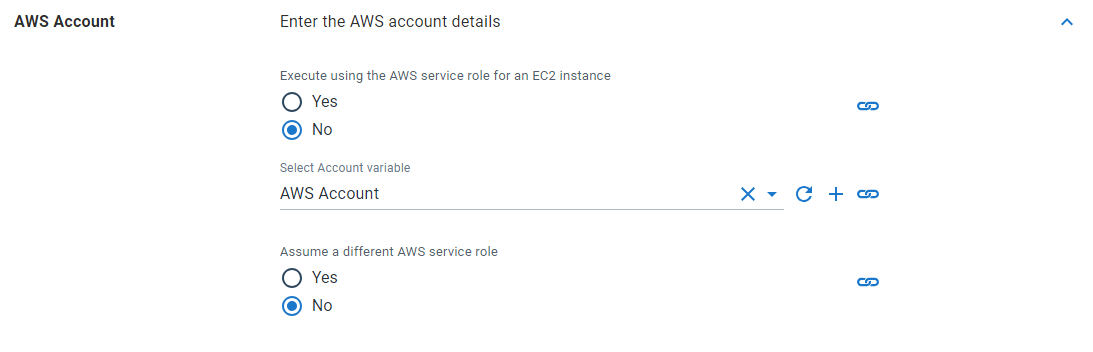 AWS Account
Enter the AWS account details
Execute using the AWS service role for an EC2 instance
Yes
No
Select Account variable
AWS Account
Assume a different AWS service role
Yes
No